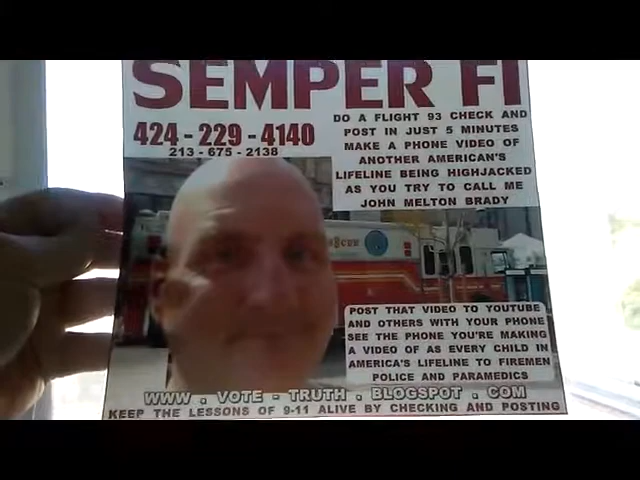 SEMPER FI
424-229-4140
213-675-2138
DO A FLIGHT 93 CHECK AND
POST IN JUST 5 MINUTES
MAKE A PHONE VIDEO OF
ANOTHER AMERICAN'S
LIFELINE BEING HIGHJACKED
AS YOU TRY TO CALL ME
JOHN MELTON BRADY
RESCUE
POST THAT VIDEO TO YOUTUBE
AND OTHERS WITH YOUR PHONE
SEE THE PHONE YOU'RE MAKING
A VIDEO OF AS EVERY CHILD IN
AMERICA'S LIFELINE TO FIREMEN
POLICE AND PARAMEDICS
WWW . VOTE - TRUTH . BLOGSPOT . COM
KEEP THE LESSONS OF 9-11 ALIVE BY CHECKING AND POSTING